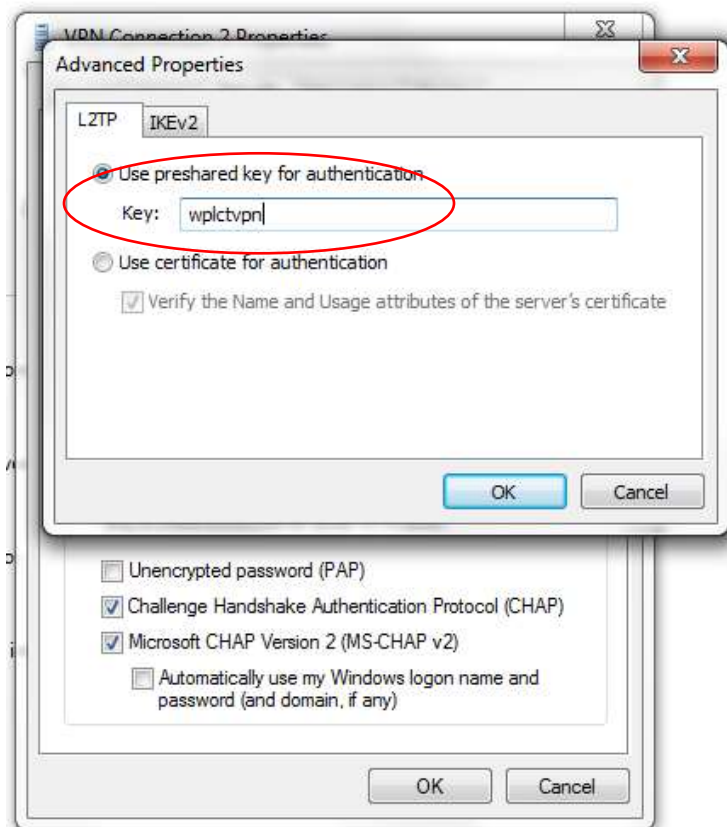 VPN Connection 2 Properties
Advanced Properties
L2TP
IKEv2
Use preshared key for authentication
Key:
wplctvpn
Use certificate for authentication
Verify the Name and Usage attributes of the server's certificate
OK
Cancel
Unencrypted password (PAP)
Challenge Handshake Authentication Protocol (CHAP)
Microsoft CHAP Version 2 (MS-CHAP v2)
Automatically use my Windows logon name and
password (and domain, if any)
OK
Cancel